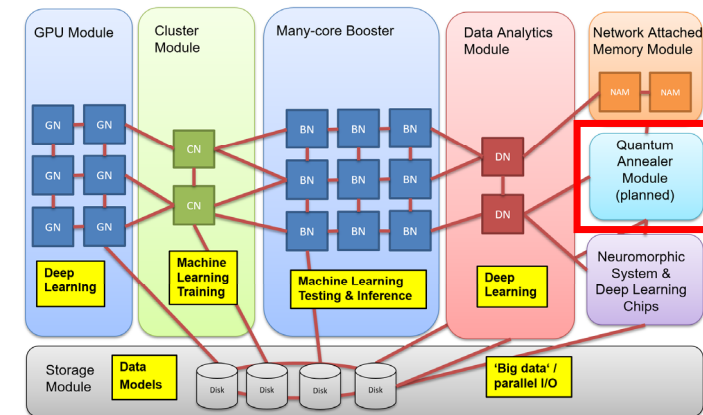 GPU Module
Cluster
Module
Many-core Booster
Data Analytics
Module
Network Attached
Memory Module
NAM
NAM
GN
GN
GN
GN
GN
GN
CN
CN
BN
BN
BN
BN
BN
BN
BN
BN
BN
DN
DN
Quantum
Annealer
Module
(planned)
Neuromorphic
System &
Deep Learning
Chips
Deep
Learning
Machine
Learning
Training
Machine Learning
Testing & Inference
Deep
Learning
Storage
Module
Data
Models
Disk
Disk
Disk
Disk
‘Big data‘ /
parallel I/O